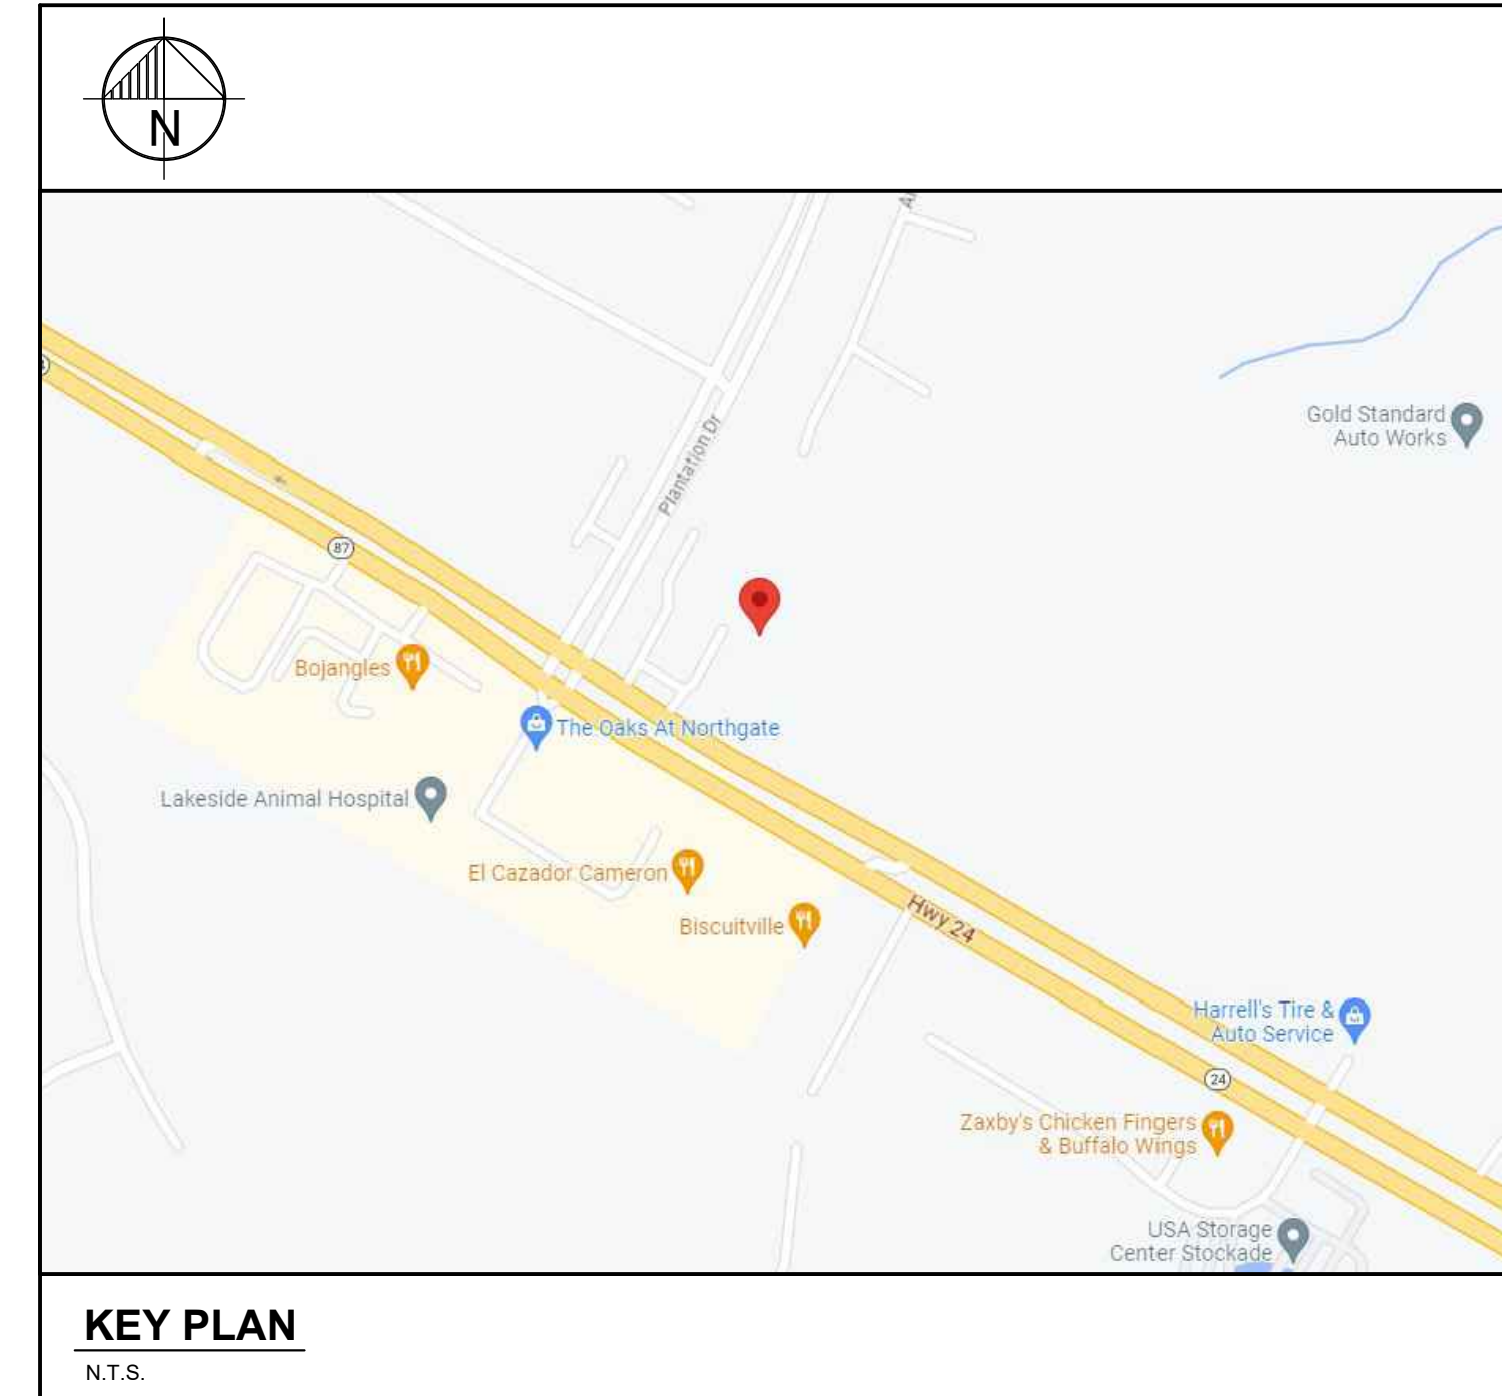 N
Plantation Dr
Gold Standard
Auto Works
87
Bojangles
The Oaks At Northgate
Lakeside Animal Hospital
El Cazador Cameron
Biscuitville
Hwy 24
Harrell's Tire &
Auto Service
24
Zaxby's Chicken Fingers
& Buffalo Wings
USA Storage
Center Stockade
KEY PLAN
N.T.S.